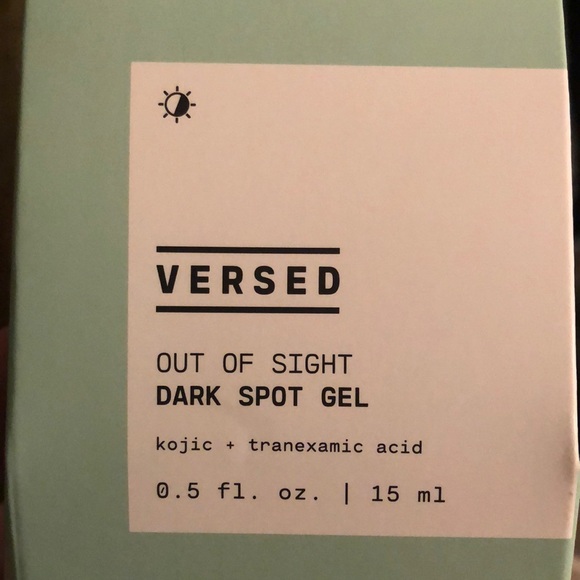 VERSED
OUT OF SIGHT
DARK SPOT GEL
kojic + tranexamic acid
0.5 fl. oz. | 15 ml